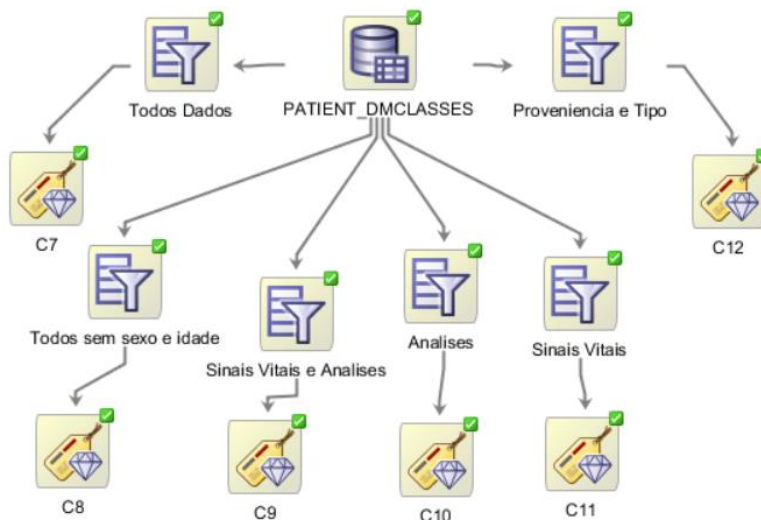 Todos Dados
PATIENT_DMCLASSES
Proveniencia e Tipo
C7
C12
Todos sem sexo e idade
Sinais Vitais e Analises
Analises
Sinais Vitais
C8
C9
C10
C11